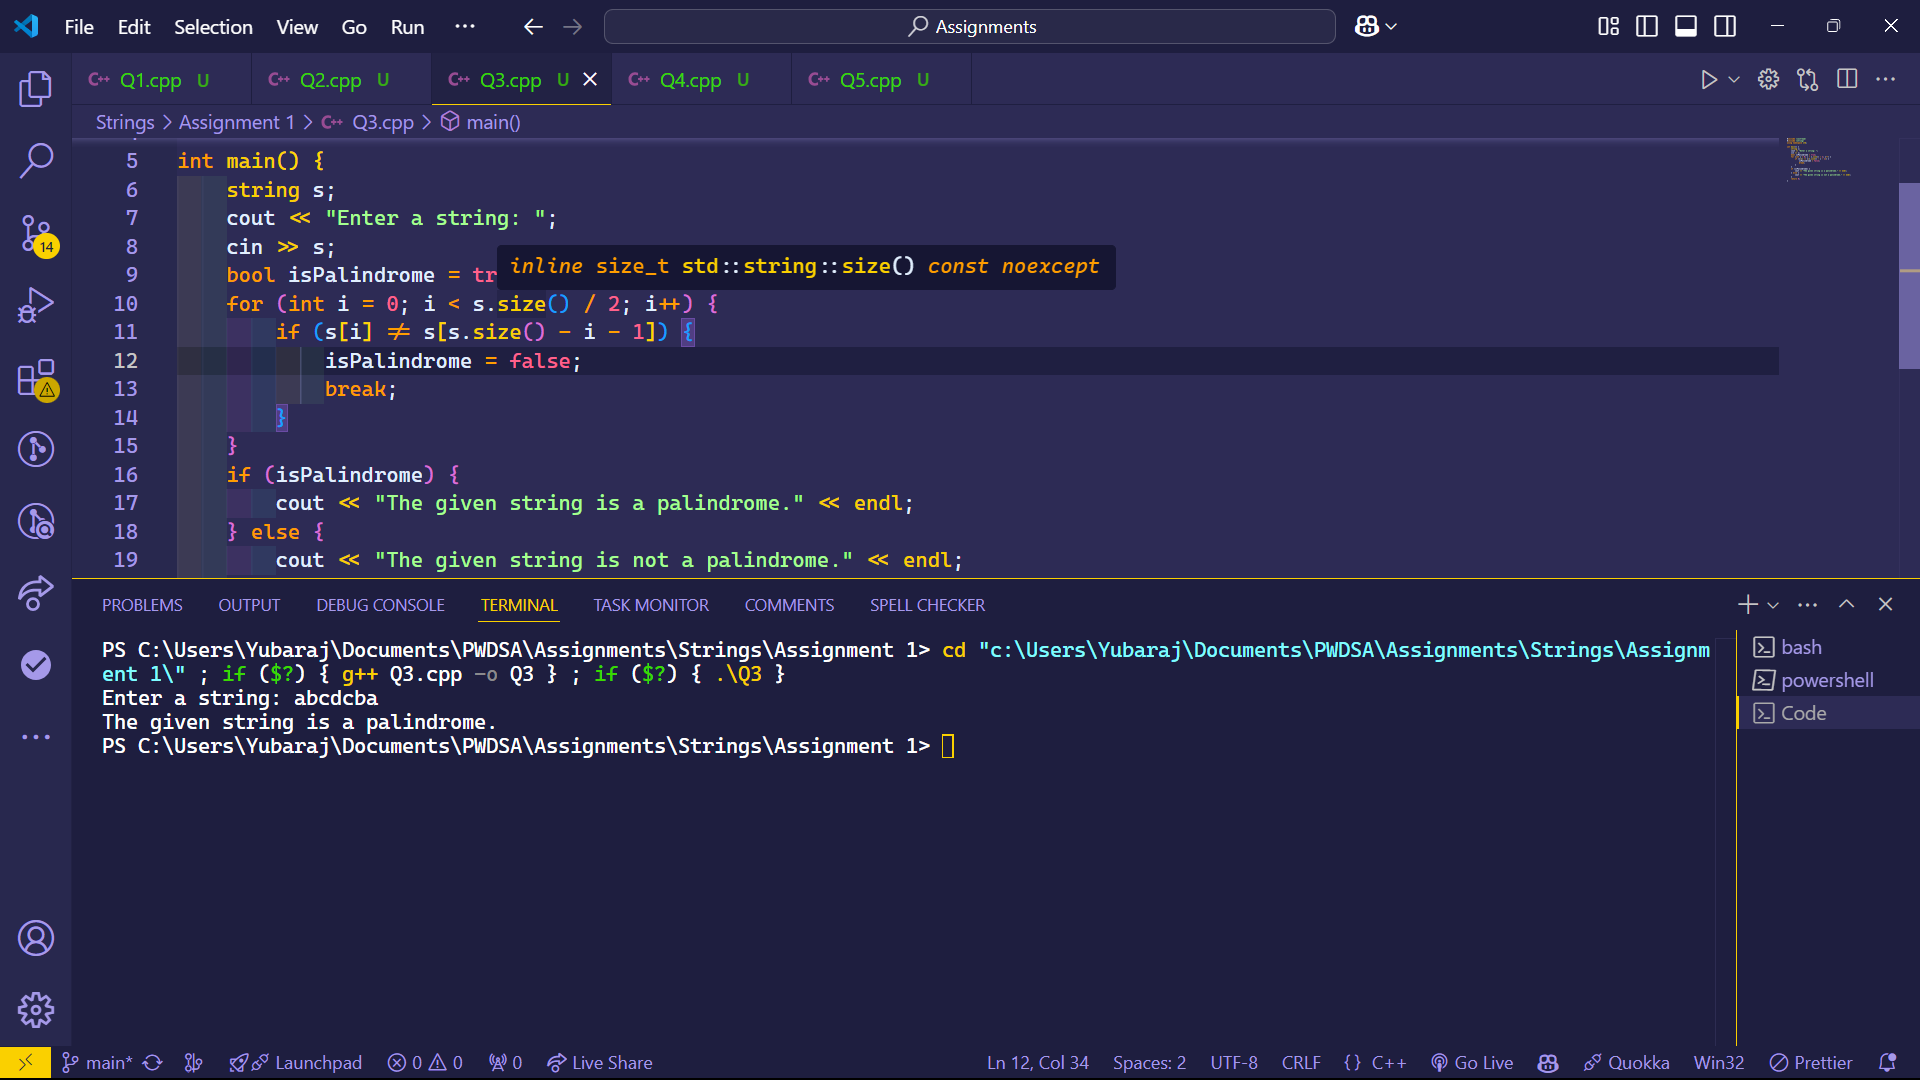 File Edit Selection View Go Run ··· Assignments
C++ Q1.cpp U C++ Q2.cpp U C++ Q3.cpp U C++ Q4.cpp U C++ Q5.cpp U
Strings > Assignment 1 > C++ Q3.cpp > main()
5 int main() {
6 string s;
7 cout << "Enter a string: ";
8 cin >> s;
inline size_t std::string::size() const noexcept
9 bool isPalindrome = tr
10 for (int i = 0; i < s.size() / 2; i++) {
11 if (s[i] != s[s.size() - i - 1]) {
12 isPalindrome = false;
13 break;
14 }
15 }
16 if (isPalindrome) {
17 cout << "The given string is a palindrome." << endl;
18 } else {
19 cout << "The given string is not a palindrome." << endl;
14
PROBLEMS OUTPUT DEBUG CONSOLE TERMINAL TASK MONITOR COMMENTS SPELL CHECKER
PS C:\Users\Yubaraj\Documents\PWDSA\Assignments\Strings\Assignment 1> cd "c:\Users\Yubaraj\Documents\PWDSA\Assignments\Strings\Assignm
ent 1\" ; if ($?) { g++ Q3.cpp -o Q3 } ; if ($?) { .\Q3 }
Enter a string: abcdcba
The given string is a palindrome.
PS C:\Users\Yubaraj\Documents\PWDSA\Assignments\Strings\Assignment 1>
bash
powershell
Code
main* Launchpad 0 0 0 Live Share Ln 12, Col 34 Spaces: 2 UTF-8 CRLF {} C++ Go Live Quokka Win32 Prettier